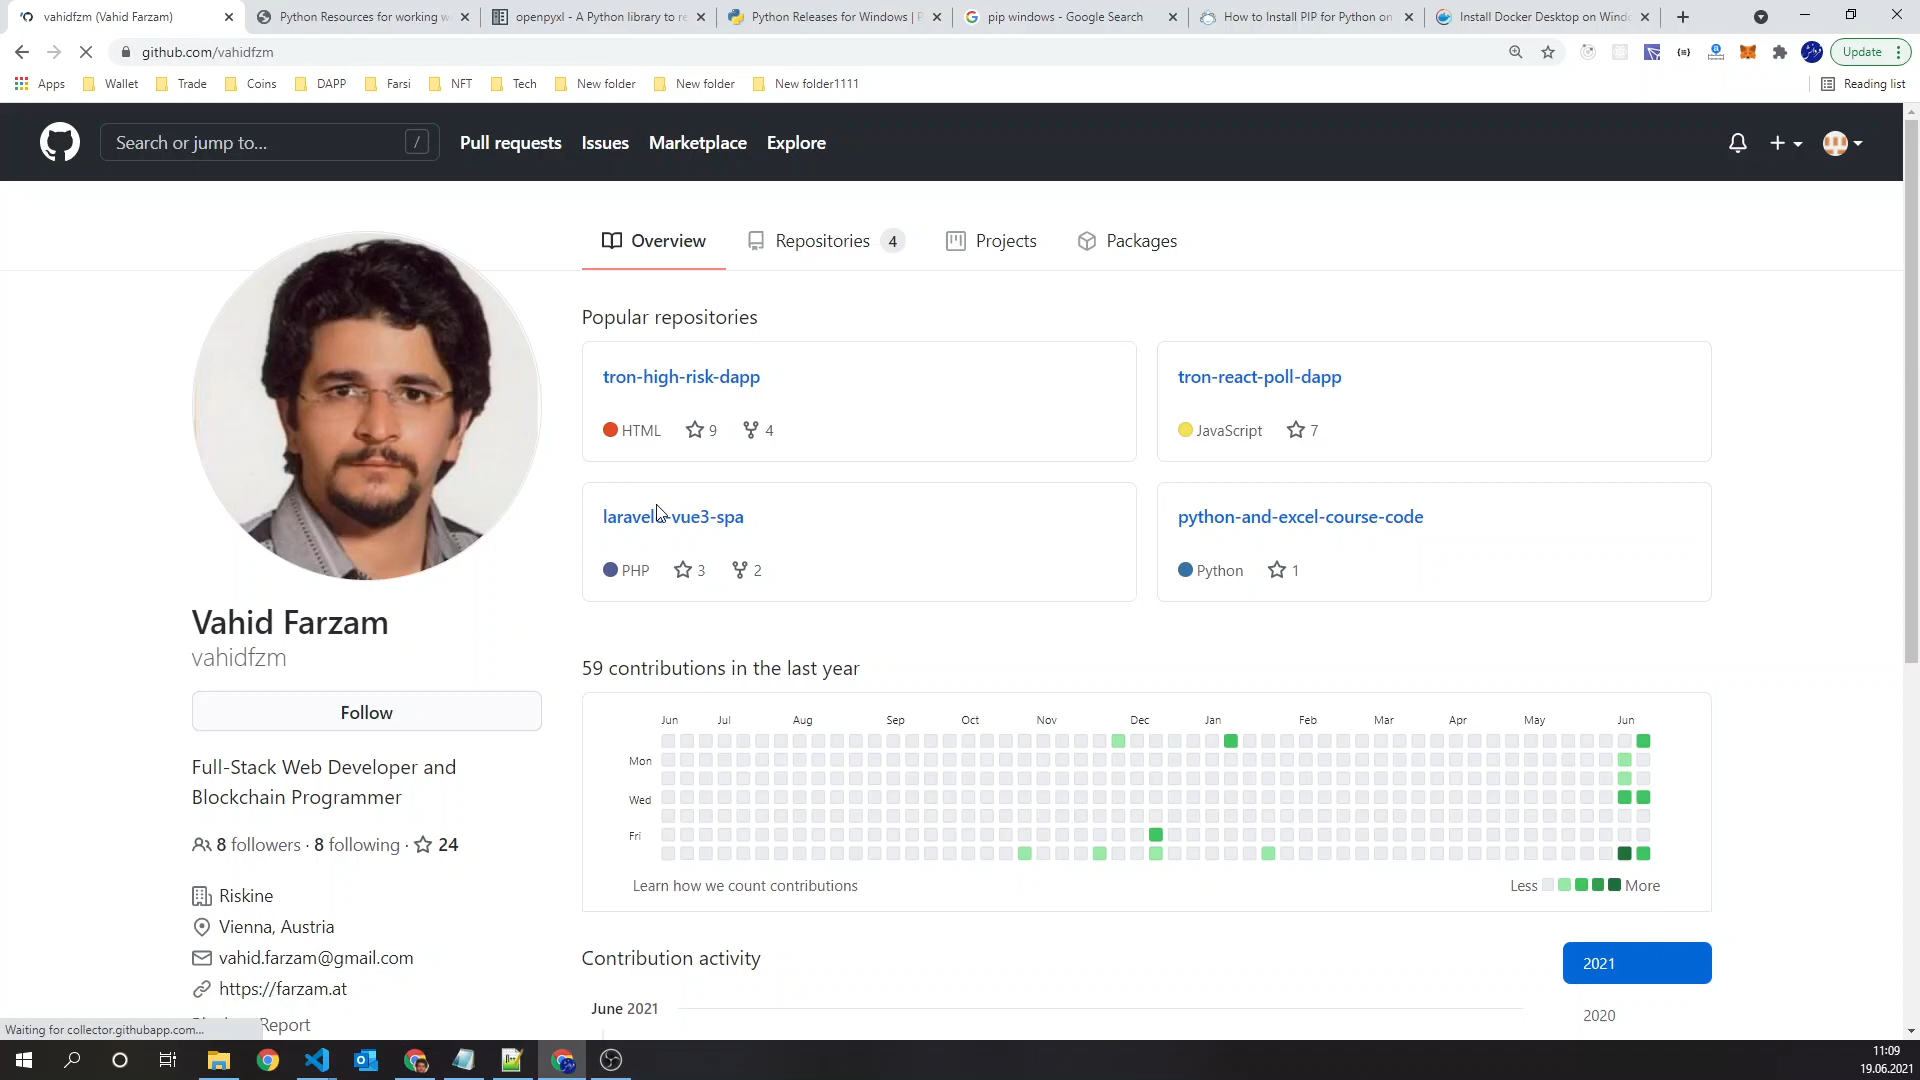 vahidfzm (Vahid Farzam)
Python Resources for working w
openpyxl - A Python library to re
Python Releases for Windows | P
pip windows - Google Search
How to Install PIP for Python on
Install Docker Desktop on Windo
github.com/vahidfzm
Update
Apps
Wallet
Trade
Coins
DAPP
Farsi
NFT
Tech
New folder
New folder
New folder1111
Reading list
Search or jump to...
/
Pull requests
Issues
Marketplace
Explore
Overview
Repositories 4
Projects
Packages
Popular repositories
tron-high-risk-dapp
HTML 9 4
tron-react-poll-dapp
JavaScript 7
-vue3-spa
PHP 3 2
python-and-excel-course-code
Python 1
Vahid Farzam
vahidfzm
Follow
Full-Stack Web Developer and
Blockchain Programmer
8 followers · 8 following · 24
Riskine
Vienna, Austria
vahid.farzam@gmail.com
https://farzam.at
Report
59 contributions in the last year
Jun Jul Aug Sep Oct Nov Dec Jan Feb Mar Apr May Jun
Mon
Wed
Fri
Learn how we count contributions
Less More
Contribution activity
2021
June 2021
2020
Waiting for collector.githubapp.com...
11:09
19.06.2021